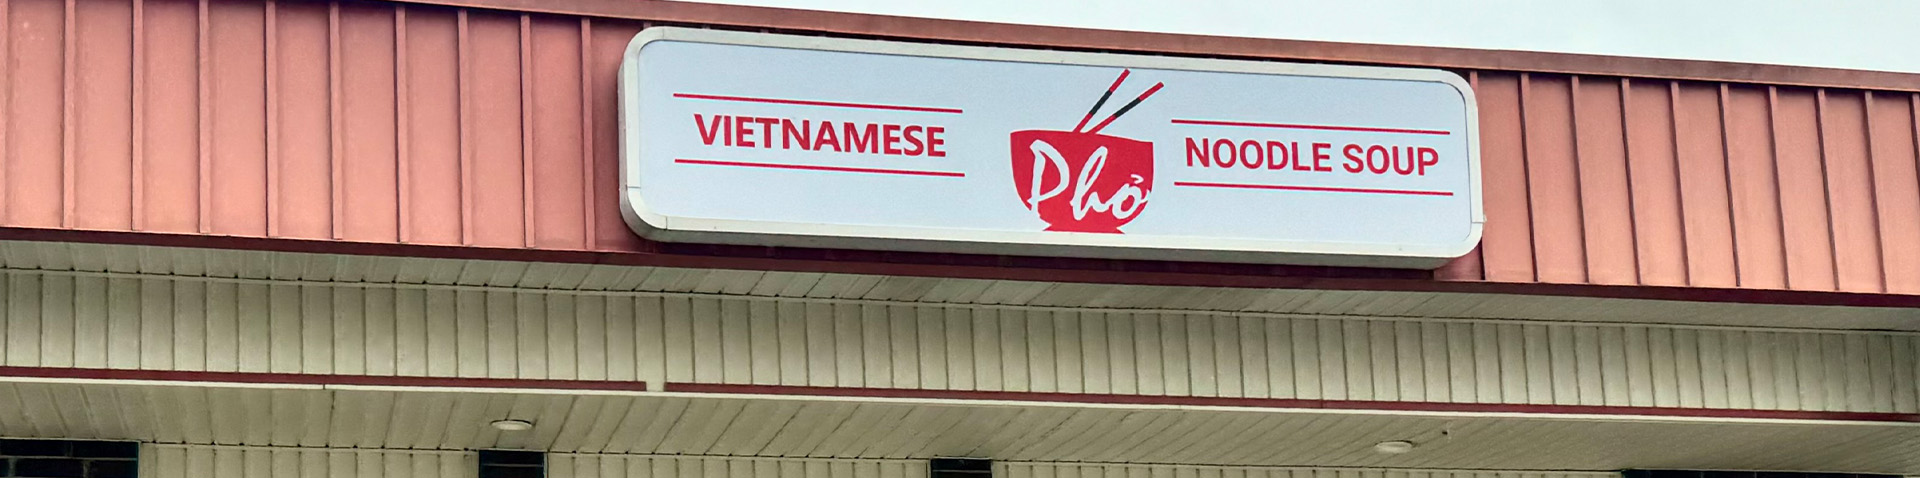 VIETNAMESE
Phở
NOODLE SOUP